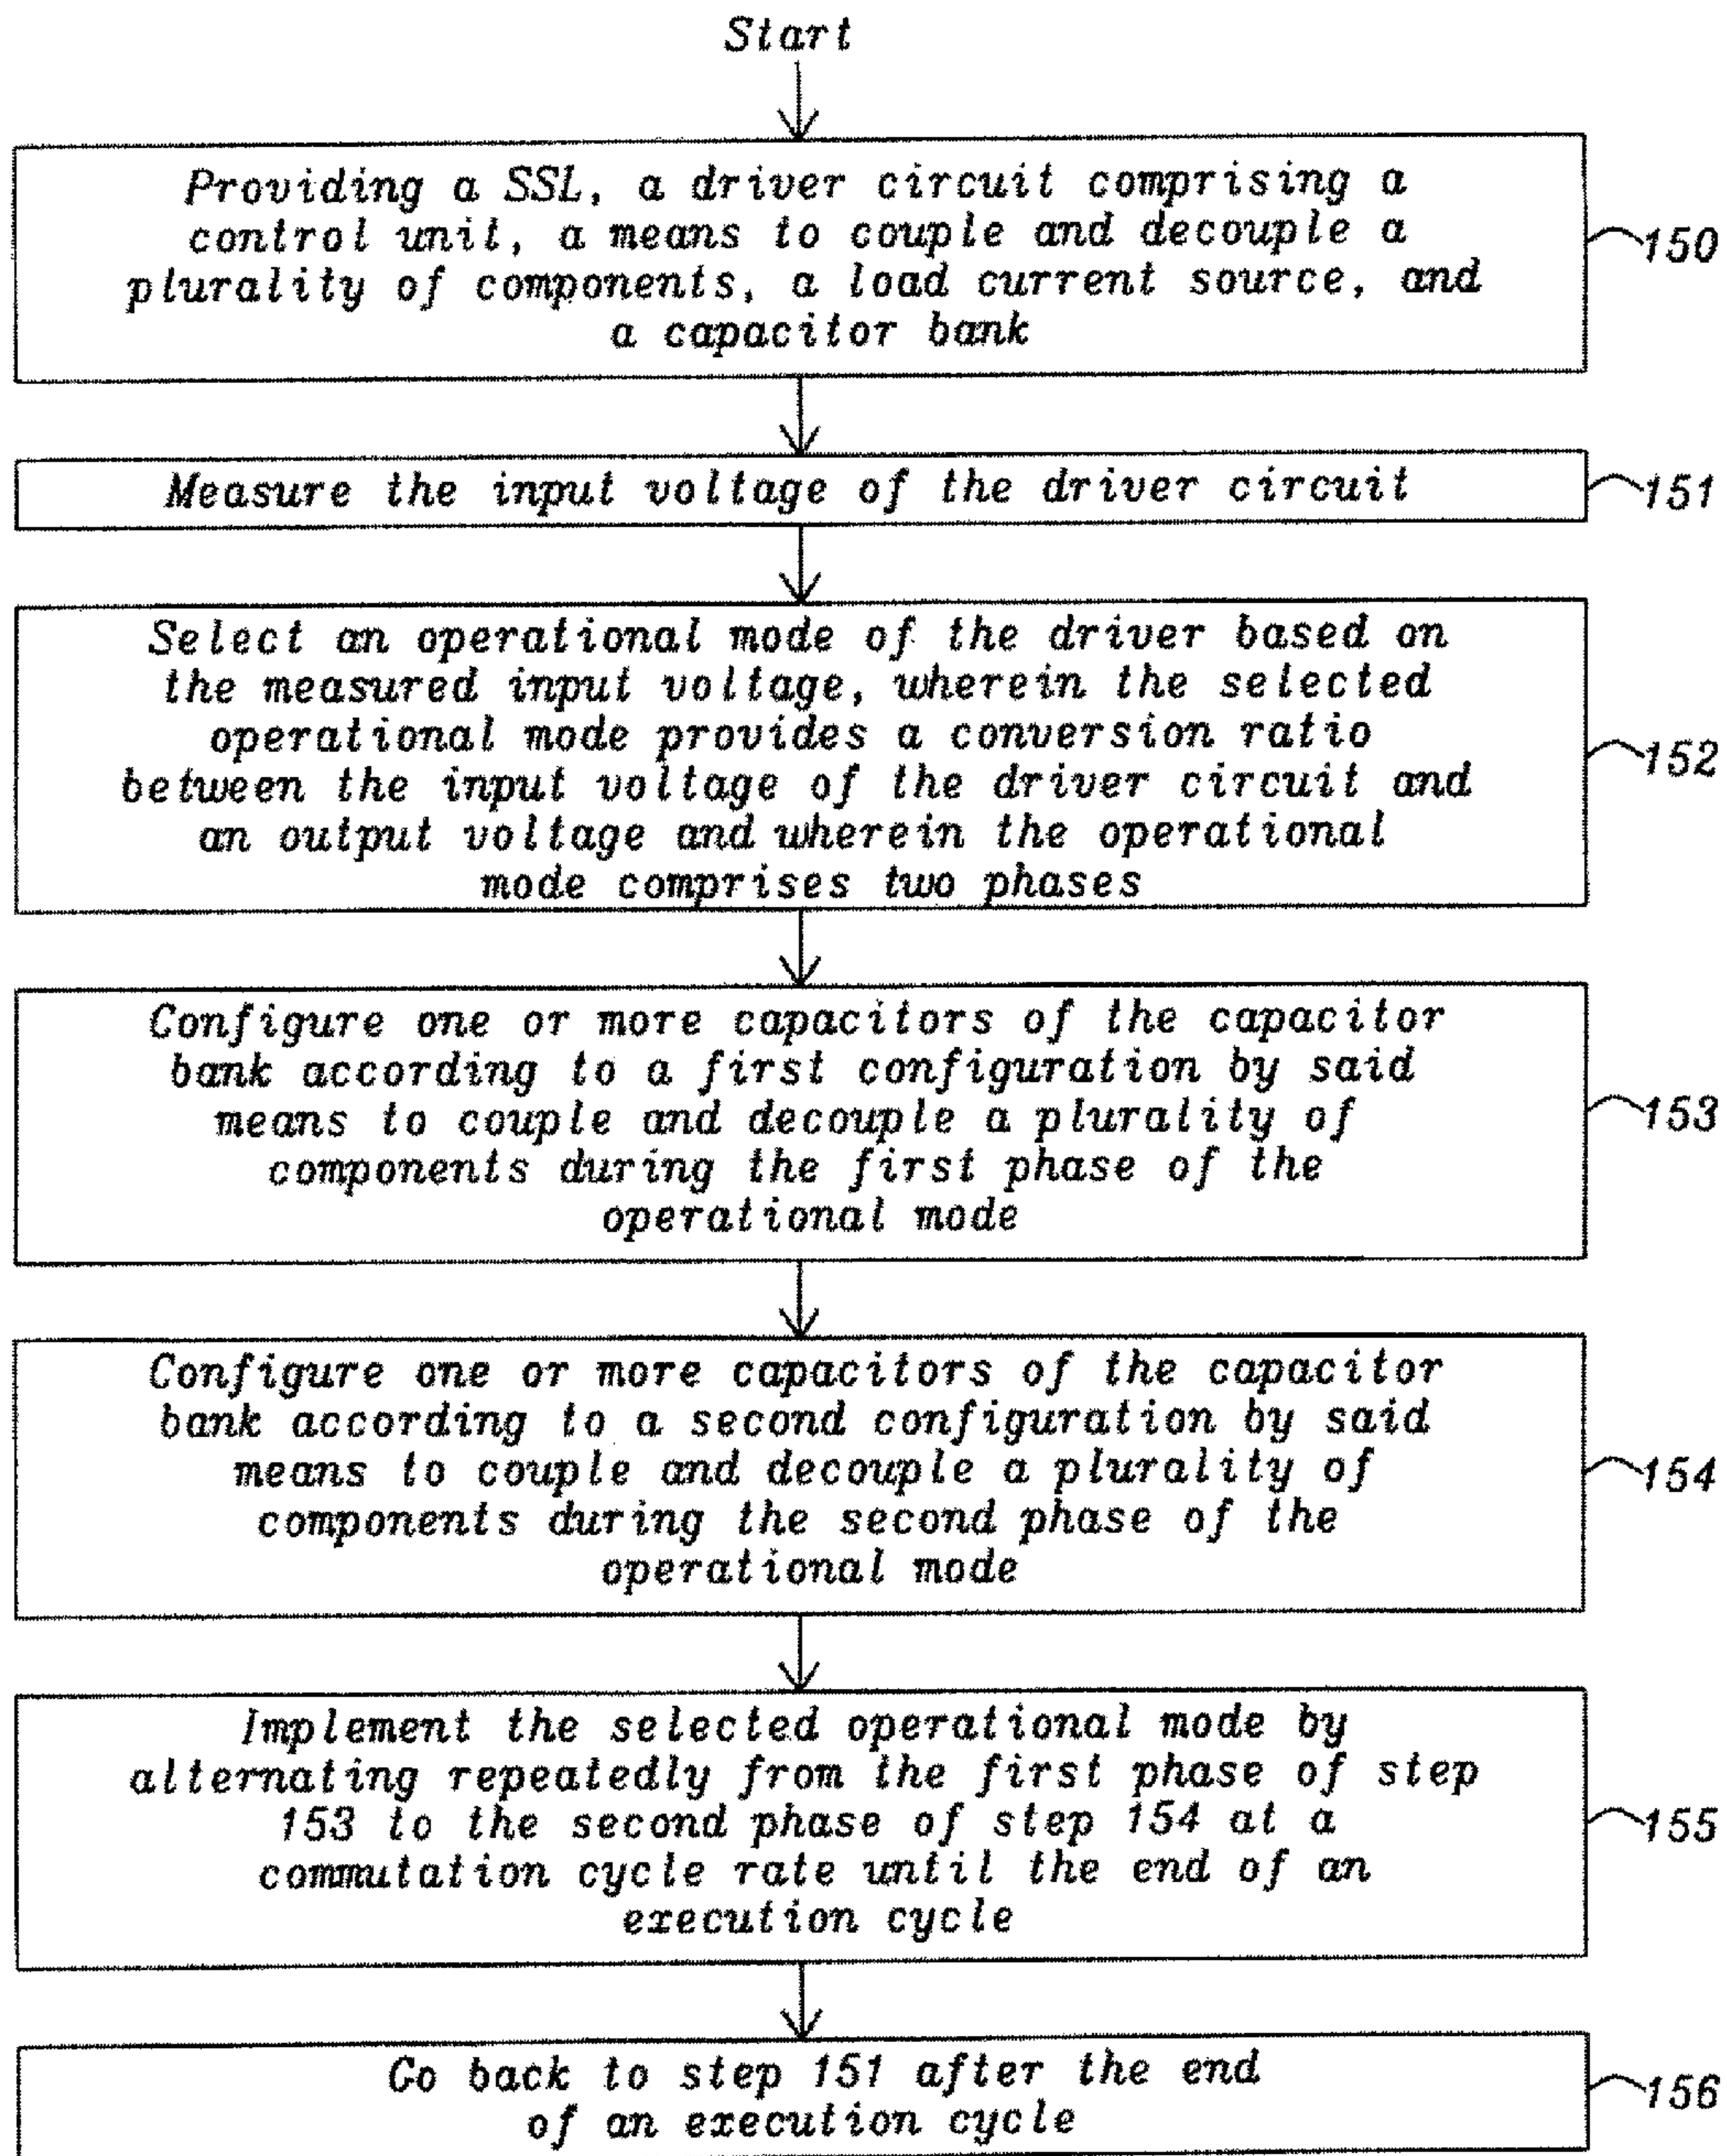 Start
Providing a SSL, a driver circuit comprising a
control unit, a means to couple and decouple a
plurality of components, a load current source, and
a capacitor bank
150
Measure the input voltage of the driver circuit
151
Select an operational mode of the driver based on
the measured input voltage, wherein the selected
operational mode provides a conversion ratio
between the input voltage of the driver circuit and
an output voltage and wherein the operational
mode comprises two phases
152
Configure one or more capacitors of the capacitor
bank according to a first configuration by said
means to couple and decouple a plurality of
components during the first phase of the
operational mode
153
Configure one or more capacitors of the capacitor
bank according to a second configuration by said
means to couple and decouple a plurality of
components during the second phase of the
operational mode
154
Implement the selected operational mode by
alternating repeatedly from the first phase of step
153 to the second phase of step 154 at a
commutation cycle rate until the end of an
execution cycle
155
Go back to step 151 after the end
of an execution cycle
156